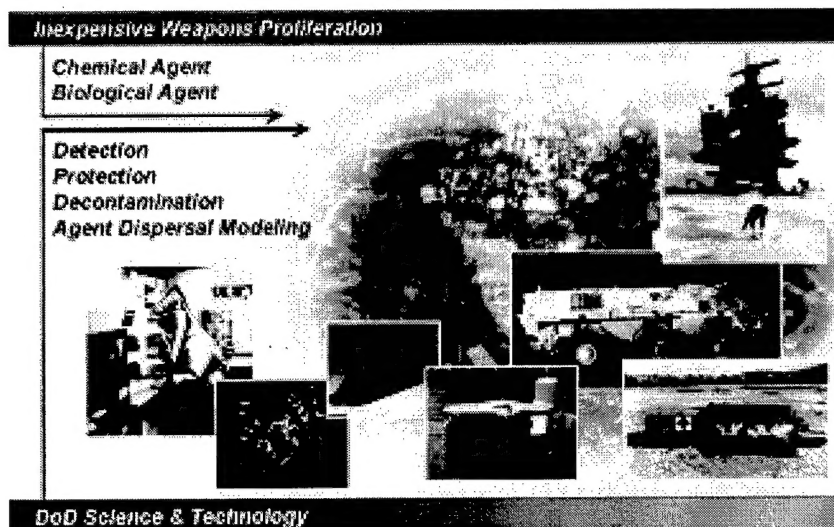 Inexpensive Weapons Proliferation
Chemical Agent
Biological Agent
Detection
Protection
Decontamination
Agent Dispersal Modeling
DoD Science & Technology